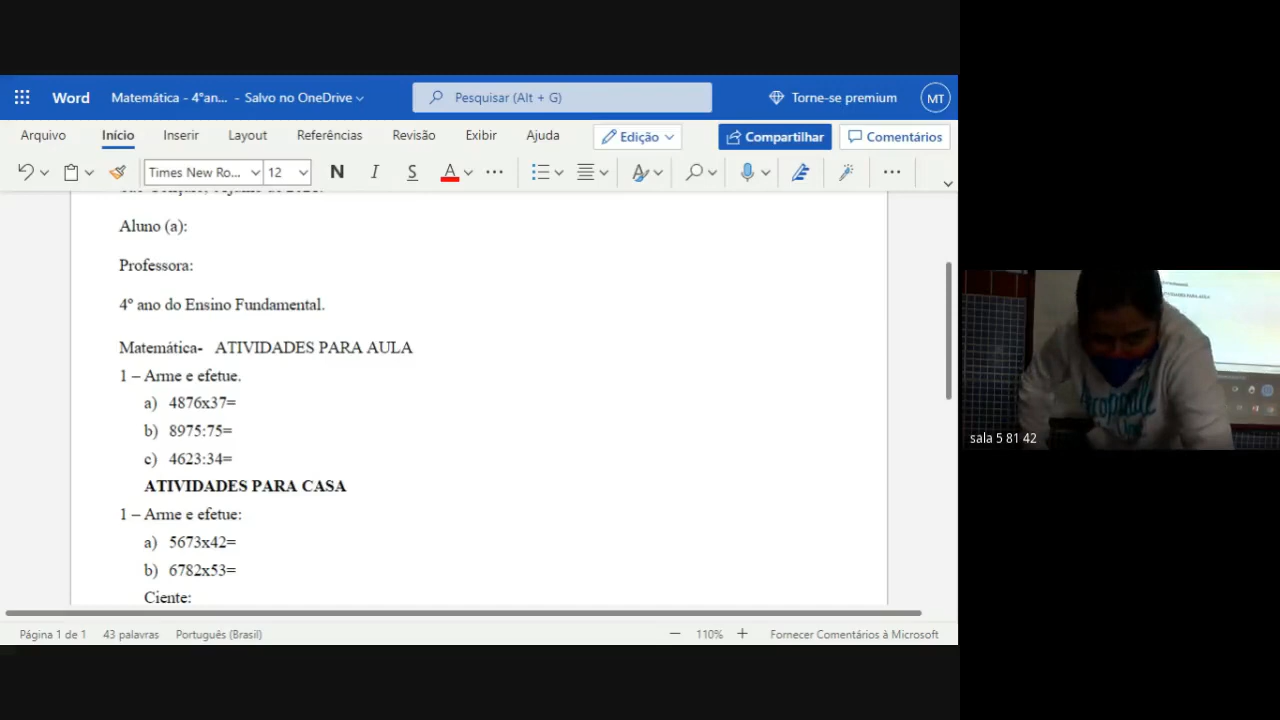 Word
Matemática - 4°an... - Salvo no OneDrive
Pesquisar (Alt + G)
Torne-se premium
MT
Arquivo
Início
Inserir
Layout
Referências
Revisão
Exibir
Ajuda
Edição
Compartilhar
Comentários
Times New Ro...
12
N
I
S
A
Aluno (a):
Professora:
4º ano do Ensino Fundamental.
Matemática- ATIVIDADES PARA AULA
1 – Arme e efetue.
a) 4876x37=
b) 8975:75=
c) 4623:34=
ATIVIDADES PARA CASA
1 – Arme e efetue:
a) 5673x42=
b) 6782x53=
Ciente:
Página 1 de 1
43 palavras
Português (Brasil)
110%
Fornecer Comentários à Microsoft
sala 5 81 42